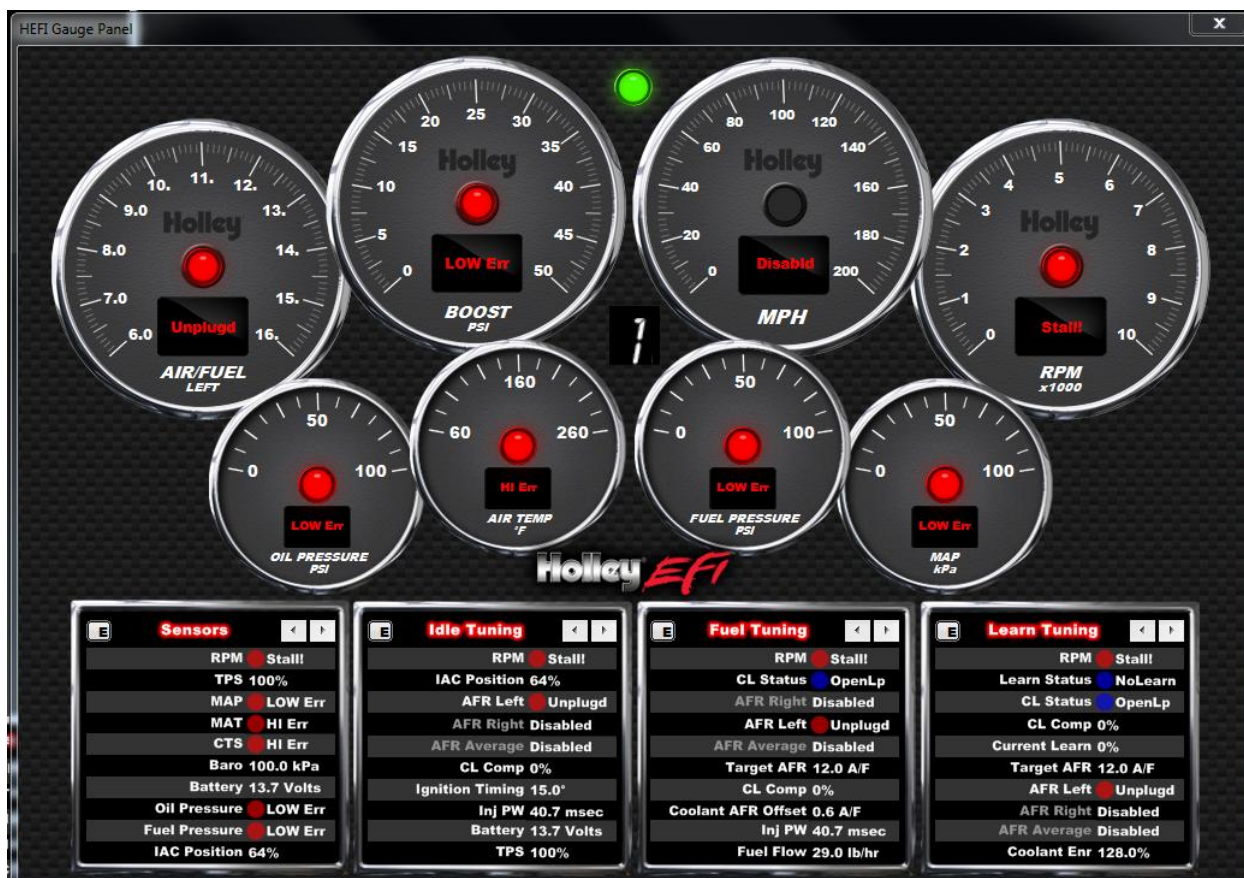 HEFI Gauge Panel
X
6.0 7.0 8.0 9.0 10. 11. 12. 13. 14. 15. 16.
Holley
Unplugd
AIR/FUEL
LEFT
0 5 10 15 20 25 30 35 40 45 50
Holley
LOW Err
BOOST
PSI
0 20 40 60 80 100 120 140 160 180 200
Holley
Disabld
MPH
0 1 2 3 4 5 6 7 8 9 10
Holley
Stall!
RPM
x1000
0 50 100
LOW Err
OIL PRESSURE
PSI
60 160 260
HI Err
AIR TEMP
°F
0 50 100
LOW Err
FUEL PRESSURE
PSI
0 50 100
LOW Err
MAP
kPa
Holley EFI
E Sensors
RPM Stall!
TPS 100%
MAP LOW Err
MAT HI Err
CTS HI Err
Baro 100.0 kPa
Battery 13.7 Volts
Oil Pressure LOW Err
Fuel Pressure LOW Err
IAC Position 64%
E Idle Tuning
RPM Stall!
IAC Position 64%
AFR Left Unplugd
AFR Right Disabled
AFR Average Disabled
CL Comp 0%
Ignition Timing 15.0°
Inj PW 40.7 msec
Battery 13.7 Volts
TPS 100%
E Fuel Tuning
RPM Stall!
CL Status OpenLp
AFR Right Disabled
AFR Left Unplugd
AFR Average Disabled
Target AFR 12.0 A/F
CL Comp 0%
Coolant AFR Offset 0.6 A/F
Inj PW 40.7 msec
Fuel Flow 29.0 lb/hr
E Learn Tuning
RPM Stall!
Learn Status NoLearn
CL Status OpenLp
CL Comp 0%
Current Learn 0%
Target AFR 12.0 A/F
AFR Left Unplugd
AFR Right Disabled
AFR Average Disabled
Coolant Enr 128.0%